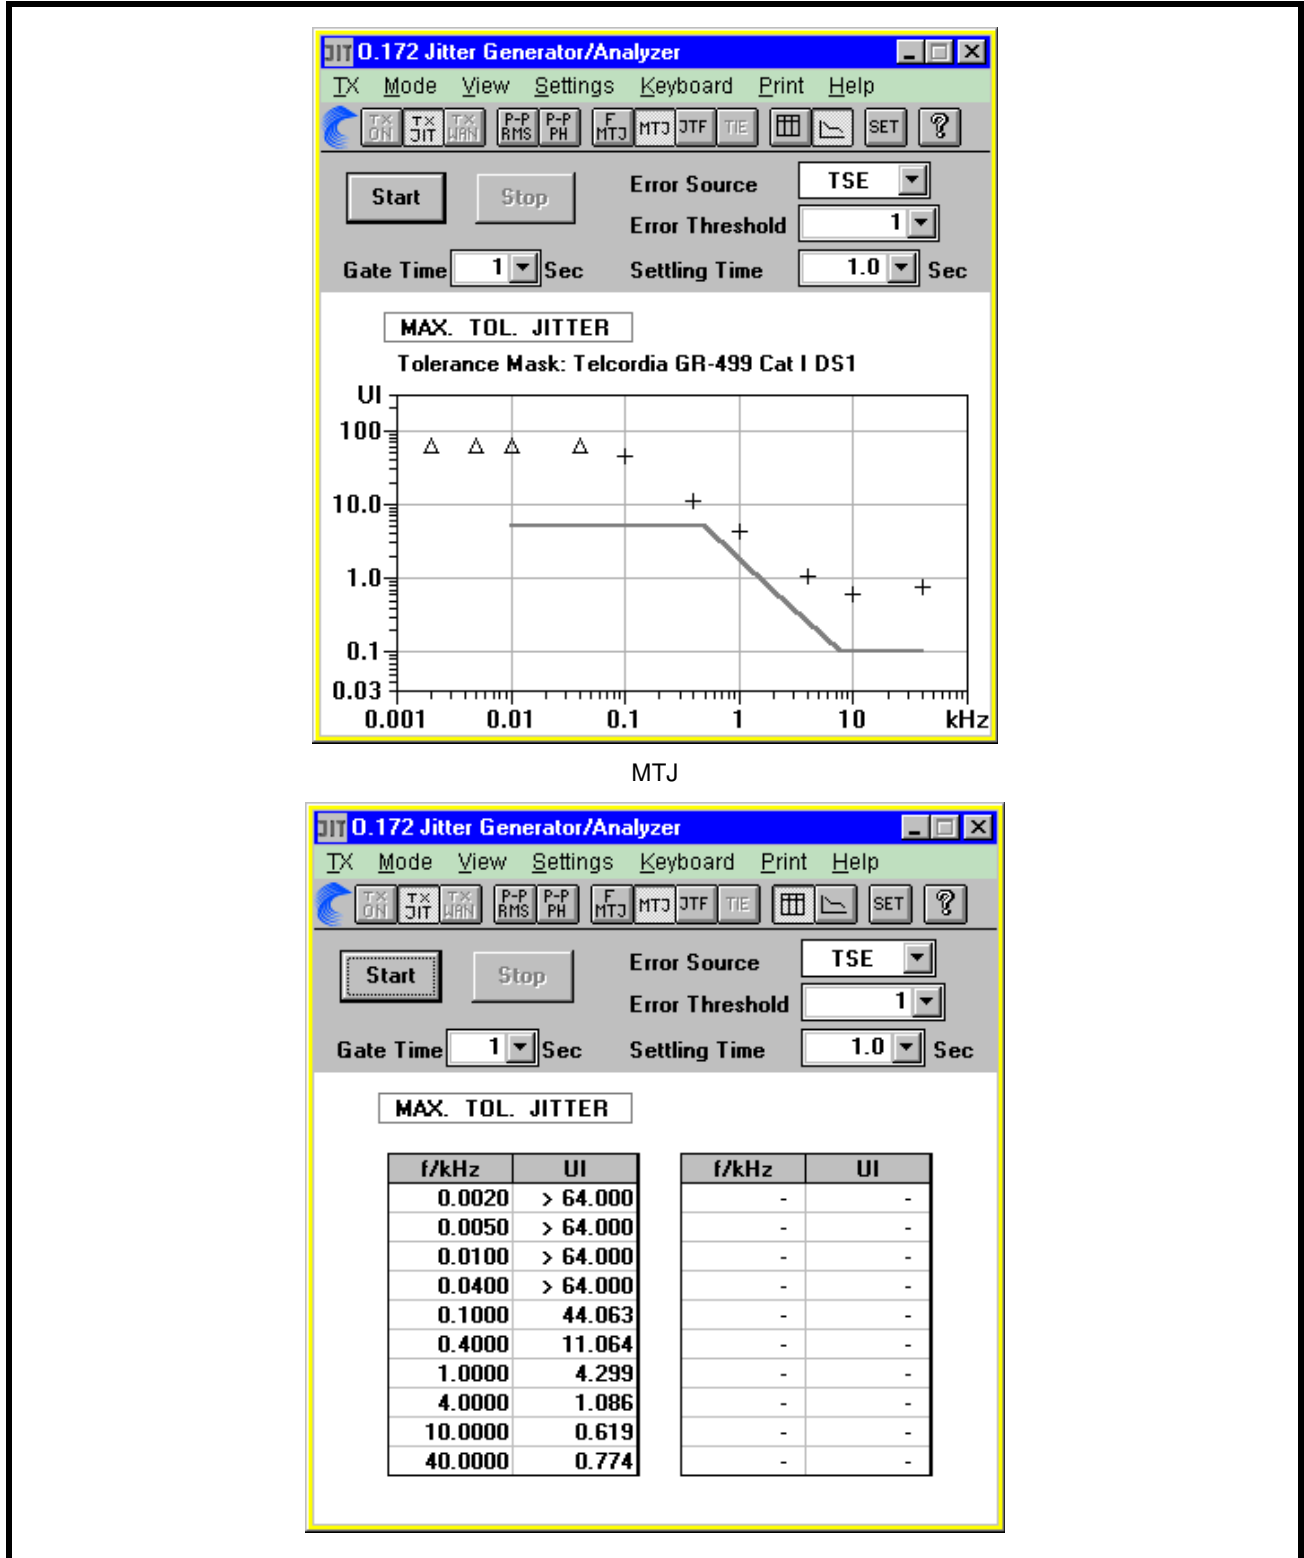 JIT O.172 Jitter Generator/Analyzer
TX Mode View Settings Keyboard Print Help
TX ON TX JIT TX WAN P-P RMS P-P PH F MTJ MTJ JTF TIE SET ?
Start Stop Error Source TSE
Error Threshold 1
Gate Time 1 Sec Settling Time 1.0 Sec
MAX. TOL. JITTER
Tolerance Mask: Telcordia GR-499 Cat I DS1
UI
100
10.0
1.0
0.1
0.03
0.001 0.01 0.1 1 10 kHz
MTJ
JIT O.172 Jitter Generator/Analyzer
TX Mode View Settings Keyboard Print Help
TX ON TX JIT TX WAN P-P RMS P-P PH F MTJ MTJ JTF TIE SET ?
Start Stop Error Source TSE
Error Threshold 1
Gate Time 1 Sec Settling Time 1.0 Sec
MAX. TOL. JITTER
f/kHz UI f/kHz UI
0.0020 > 64.000 - -
0.0050 > 64.000 - -
0.0100 > 64.000 - -
0.0400 > 64.000 - -
0.1000 44.063 - -
0.4000 11.064 - -
1.0000 4.299 - -
4.0000 1.086 - -
10.0000 0.619 - -
40.0000 0.774 - -